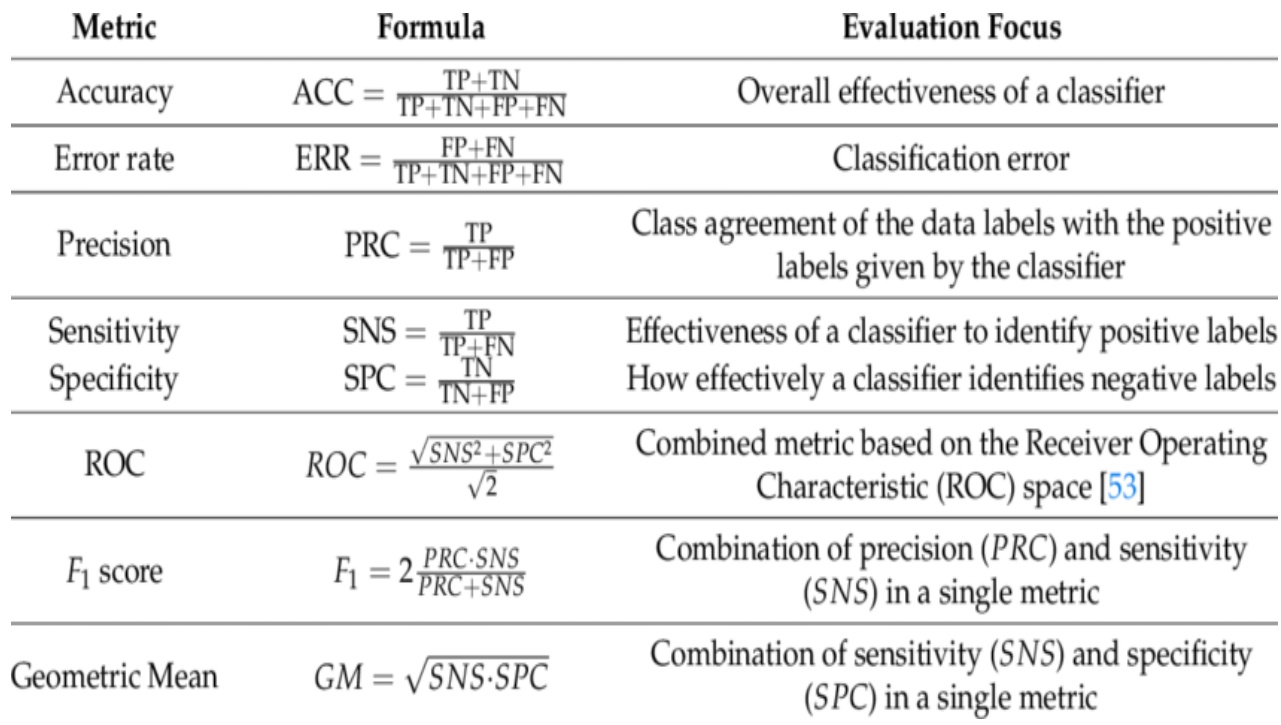 Metric Formula Evaluation Focus
Accuracy ACC = TP+TN / TP+TN+FP+FN Overall effectiveness of a classifier
Error rate ERR = FP+FN / TP+TN+FP+FN Classification error
Precision PRC = TP / TP+FP Class agreement of the data labels with the positive
labels given by the classifier
Sensitivity SNS = TP / TP+FN Effectiveness of a classifier to identify positive labels
Specificity SPC = TN / TN+FP How effectively a classifier identifies negative labels
ROC ROC = √SNS²+SPC² / √2 Combined metric based on the Receiver Operating
Characteristic (ROC) space [53]
F₁ score F₁ = 2 PRC·SNS / PRC+SNS Combination of precision (PRC) and sensitivity
(SNS) in a single metric
Geometric Mean GM = √SNS·SPC Combination of sensitivity (SNS) and specificity
(SPC) in a single metric